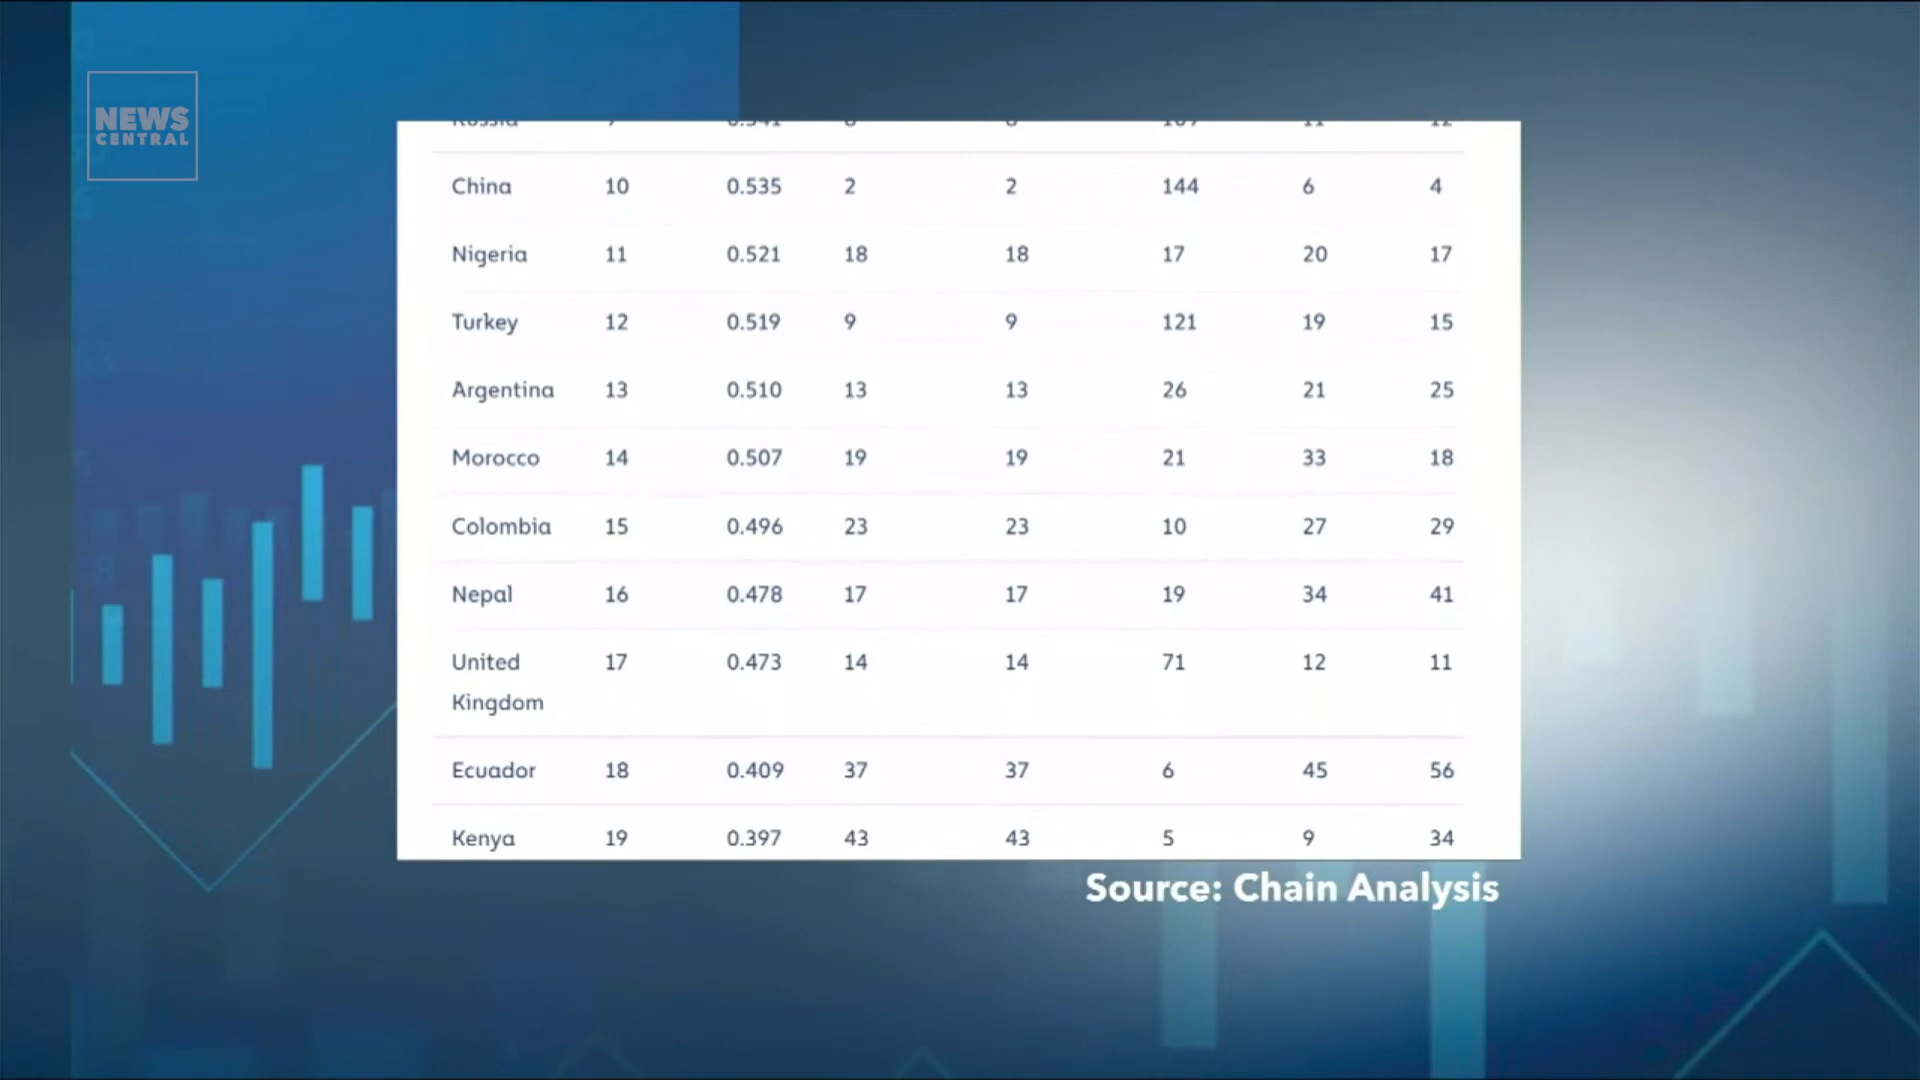 NEWS
CENTRAL
China 10 0.535 2 2 144 6 4
Nigeria 11 0.521 18 18 17 20 17
Turkey 12 0.519 9 9 121 19 15
Argentina 13 0.510 13 13 26 21 25
Morocco 14 0.507 19 19 21 33 18
Colombia 15 0.496 23 23 10 27 29
Nepal 16 0.478 17 17 19 34 41
United 17 0.473 14 14 71 12 11
Kingdom
Ecuador 18 0.409 37 37 6 45 56
Kenya 19 0.397 43 43 5 9 34
Source: Chain Analysis